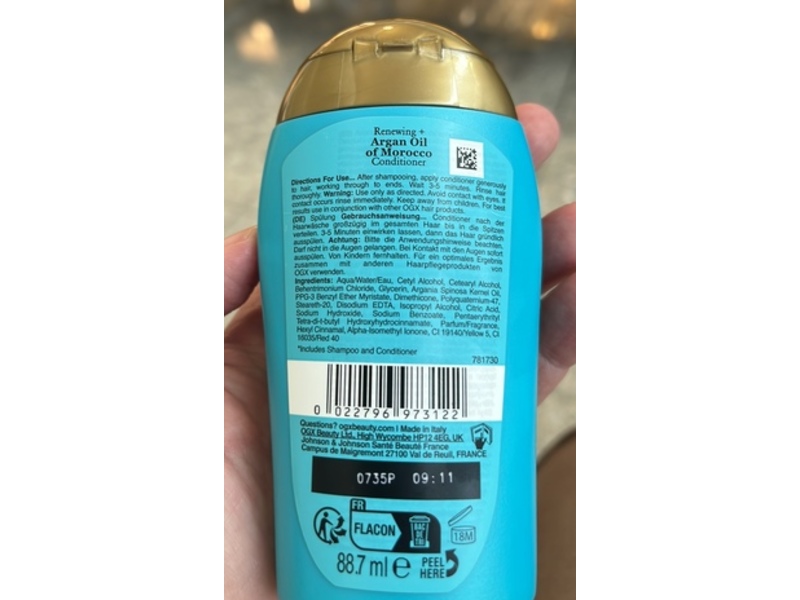 Renewing +
Argan Oil
of Morocco
Conditioner
Directions For Use... After shampooing, apply conditioner generously
to hair, working through to ends. Wait 3-5 minutes. Rinse hair
thoroughly. Warning: Use only as directed. Avoid contact with eyes. If
contact occurs rinse immediately. Keep away from children. For best
results use in conjunction with other OGX hair products.
(DE) Spülung Gebrauchsanweisung... Conditioner nach der
Haarwäsche großzügig im gesamten Haar bis in die Spitzen
verteilen. 3-5 Minuten einwirken lassen, dann das Haar gründlich
ausspülen. Achtung: Bitte die Anwendungshinweise beachten.
Darf nicht in die Augen gelangen. Bei Kontakt mit den Augen sofort
ausspülen. Von Kindern fernhalten. Für ein optimales Ergebnis
zusammen mit anderen Haarpflegeprodukten von
OGX verwenden.
Ingredients: Aqua/Water/Eau, Cetyl Alcohol, Cetearyl Alcohol,
Behentrimonium Chloride, Glycerin, Argania Spinosa Kernel Oil,
PPG-3 Benzyl Ether Myristate, Dimethicone, Polyquaternium-47,
Steareth-20, Disodium EDTA, Isopropyl Alcohol, Citric Acid,
Sodium Hydroxide, Sodium Benzoate, Pentaerythrityl
Tetra-di-t-butyl Hydroxyhydrocinnamate, Parfum/Fragrance,
Hexyl Cinnamal, Alpha-Isomethyl Ionone, CI 19140/Yellow 5, CI
16035/Red 40
*Includes Shampoo and Conditioner
781730
0 022796 973122
Questions? ogxbeauty.com | Made in Italy
OGX Beauty Ltd., High Wycombe HP12 4EG, UK
Johnson & Johnson Santé Beauté France
Campus de Maigremont 27100 Val de Reuil, FRANCE
0735P 09:11
FR
FLACON
BAC
DE
TRI
18M
88.7 ml e
PEEL
HERE